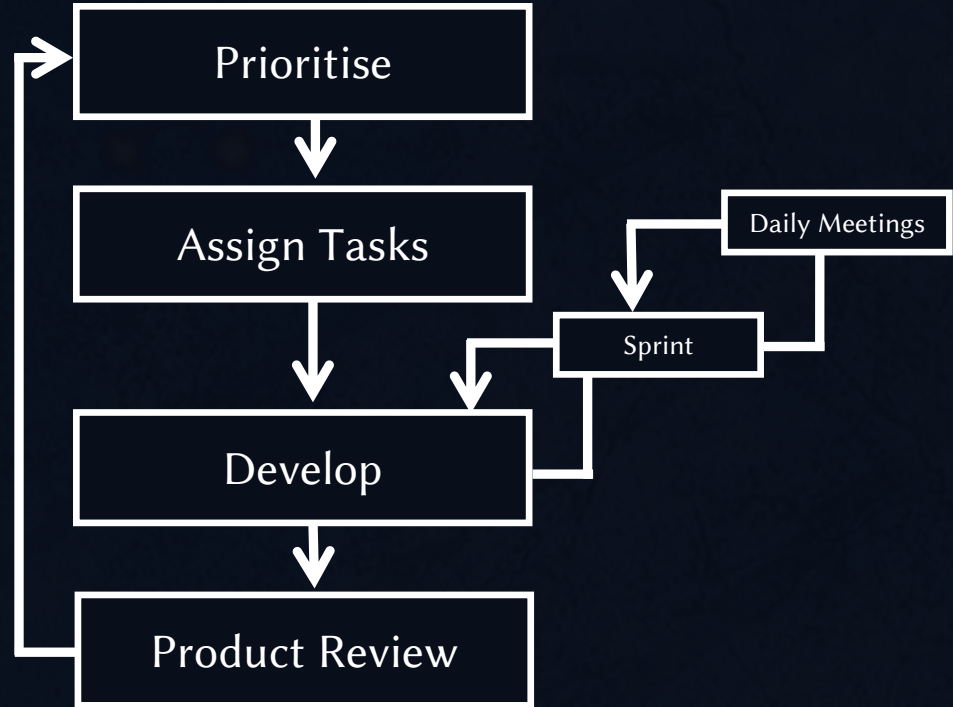 Prioritise
Assign Tasks
Daily Meetings
Sprint
Develop
Product Review